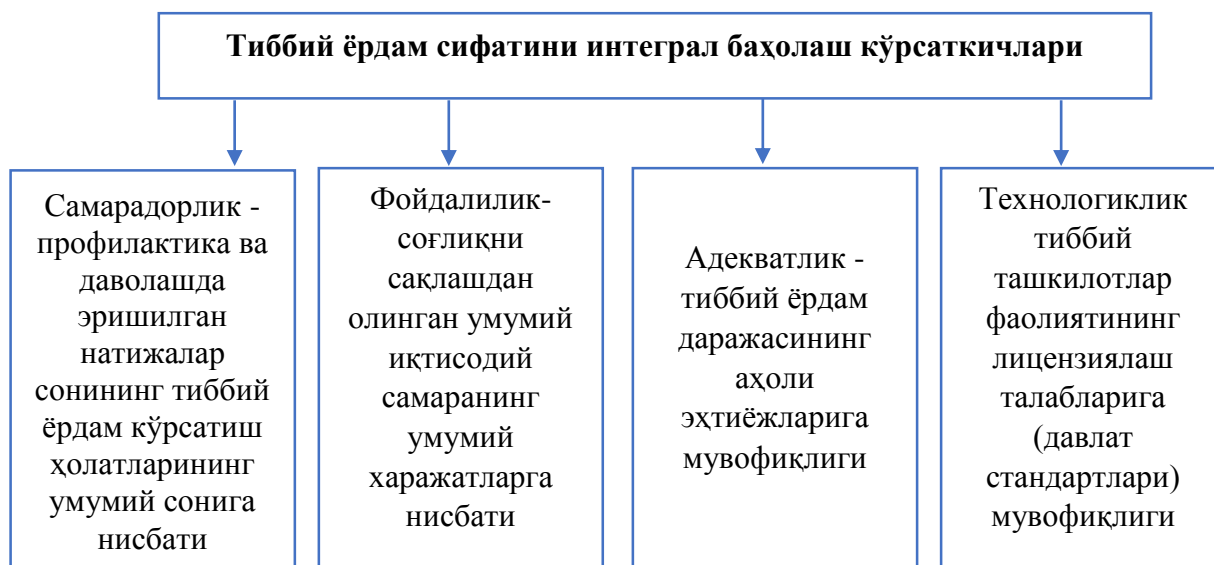 Тиббий ёрдам сифатини интеграл баҳолаш кўрсаткичлари
Самарадорлик -
профилактика ва
даволашда
эришилган
натижалар
сонининг тиббий
ёрдам кўрсатиш
ҳолатларининг
умумий сонига
нисбати
Фойдалилик-
соғлиқни
сақлашдан
олинган умумий
иқтисодий
самаранинг
умумий
харажатларга
нисбати
Адекватлик -
тиббий ёрдам
даражасининг
аҳоли
эҳтиёжларига
мувофиқлиги
Технологиклик
тиббий
ташкилотлар
фаолиятининг
лицензиялаш
талабларига
(давлат
стандартлари)
мувофиқлиги